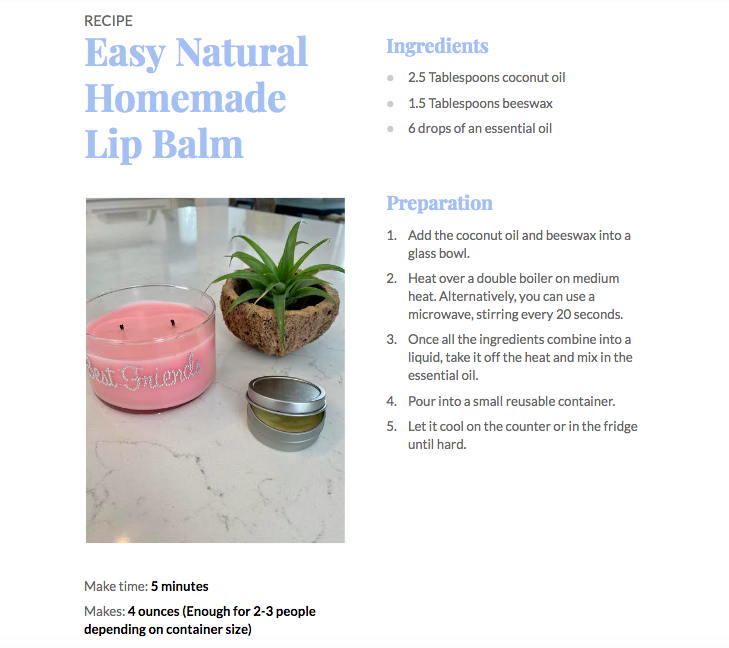 RECIPE
Easy Natural
Homemade
Lip Balm
Best Friends
Make time: 5 minutes
Makes: 4 ounces (Enough for 2-3 people
depending on container size)
Ingredients
2.5 Tablespoons coconut oil
1.5 Tablespoons beeswax
6 drops of an essential oil
Preparation
1. Add the coconut oil and beeswax into a
glass bowl.
2. Heat over a double boiler on medium
heat. Alternatively, you can use a
microwave, stirring every 20 seconds.
3. Once all the ingredients combine into a
liquid, take it off the heat and mix in the
essential oil.
4. Pour into a small reusable container.
5. Let it cool on the counter or in the fridge
until hard.